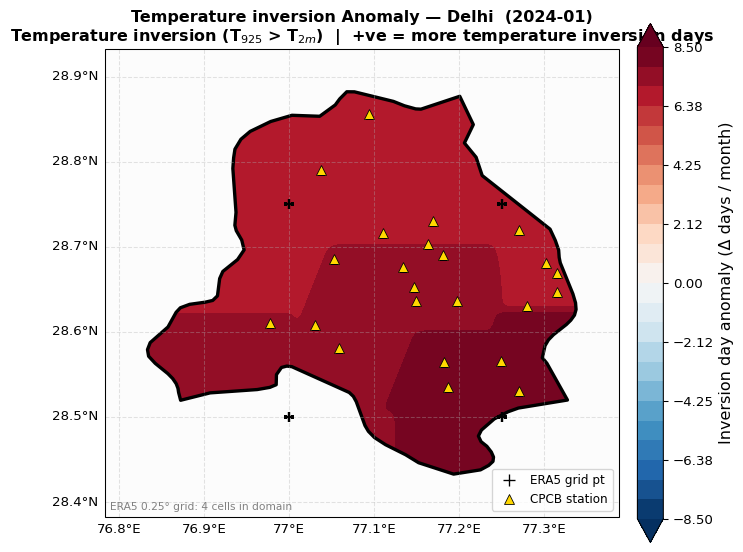 Temperature inversion Anomaly — Delhi (2024-01)
Temperature inversion (T₉₂₅ > T₂ₘ) | +ve = more temperature inversion days
28.9°N
28.8°N
28.7°N
28.6°N
28.5°N
28.4°N
76.8°E
76.9°E
77°E
77.1°E
77.2°E
77.3°E
ERA5 0.25° grid: 4 cells in domain
ERA5 grid pt
CPCB station
8.50
6.38
4.25
2.12
0.00
−2.12
−4.25
−6.38
−8.50
Inversion day anomaly (Δ days / month)